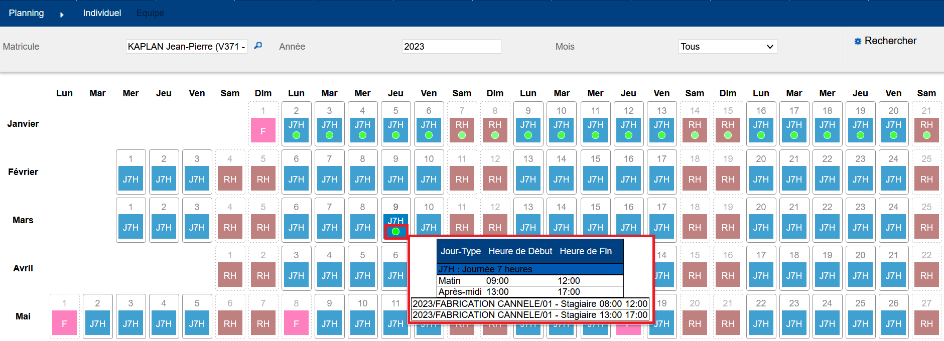 Planning Individuel Equipe
Matricule KAPLAN Jean-Pierre (V371 - Année 2023 Mois Tous Rechercher
Lun Mar Mer Jeu Ven Sam Dim Lun Mar Mer Jeu Ven Sam Dim Lun Mar Mer Jeu Ven Sam Dim Lun Mar Mer Jeu Ven Sam
1 2 3 4 5 6 7 8 9 10 11 12 13 14 15 16 17 18 19 20 21
Janvier F J7H J7H J7H J7H J7H RH RH J7H J7H J7H J7H J7H RH RH J7H J7H J7H J7H J7H RH
1 2 3 4 5 6 7 8 9 10 11 12 13 14 15 16 17 18 19 20 21 22 23 24 25
Février J7H J7H J7H RH RH J7H J7H J7H J7H J7H RH RH J7H J7H J7H J7H J7H RH RH J7H J7H J7H J7H J7H RH
1 2 3 4 5 6 7 8 9 10 11 12 13 14 15 16 17 18 19 20 21 22 23 24 25
Mars J7H J7H J7H RH RH J7H J7H J7H J7H J7H RH RH J7H J7H J7H J7H J7H RH RH J7H J7H J7H J7H J7H RH
1 2 3 4 5 6 14 15 16 17 18 19 20 21 22
Avril RH RH J7H J7H J7H J7H RH RH J7H J7H J7H J7H J7H RH
Jour-Type Heure de Début Heure de Fin
J7H : Journée 7 heures
Matin 09:00 12:00
Après-midi 13:00 17:00
2023/FABRICATION CANNELE/01 - Stagiaire 08:00 12:00
2023/FABRICATION CANNELE/01 - Stagiaire 13:00 17:00
1 2 3 4 5 6 7 8 9 10 11 19 20 21 22 23 24 25 26 27
Mai F J7H J7H J7H J7H RH RH F J7H J7H J7H J7H RH RH J7H J7H J7H J7H J7H RH